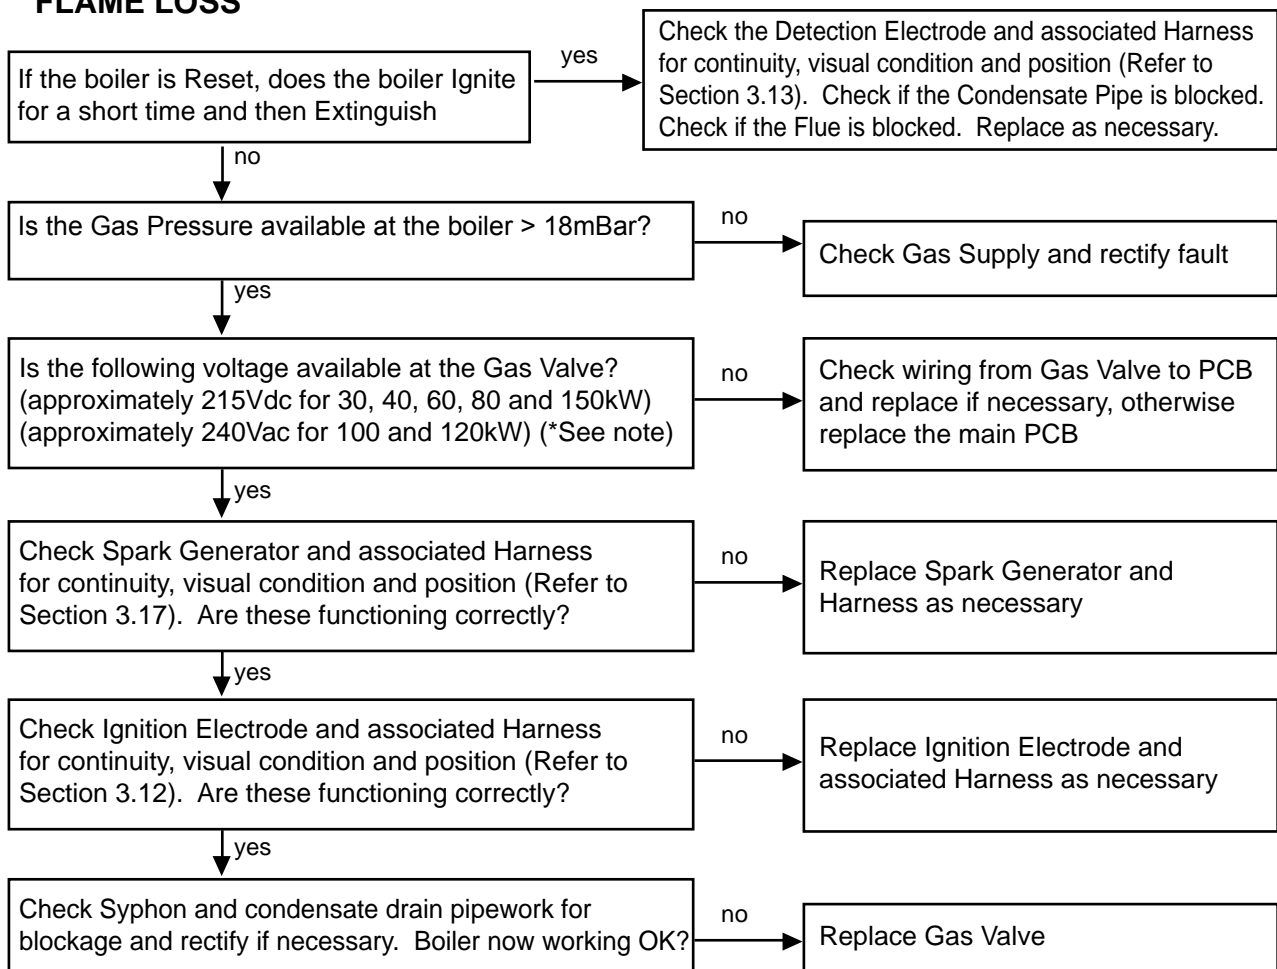 FLAME LOSS
If the boiler is Reset, does the boiler Ignite
for a short time and then Extinguish
yes
Check the Detection Electrode and associated Harness
for continuity, visual condition and position (Refer to
Section 3.13).  Check if the Condensate Pipe is blocked.
Check if the Flue is blocked.  Replace as necessary.
no
Is the Gas Pressure available at the boiler > 18mBar?
no
Check Gas Supply and rectify fault
yes
Is the following voltage available at the Gas Valve?
(approximately 215Vdc for 30, 40, 60, 80 and 150kW)
(approximately 240Vac for 100 and 120kW) (*See note)
no
Check wiring from Gas Valve to PCB
and replace if necessary, otherwise
replace the main PCB
yes
Check Spark Generator and associated Harness
for continuity, visual condition and position (Refer to
Section 3.17).  Are these functioning correctly?
no
Replace Spark Generator and
Harness as necessary
yes
Check Ignition Electrode and associated Harness
for continuity, visual condition and position (Refer to
Section 3.12).  Are these functioning correctly?
no
Replace Ignition Electrode and
associated Harness as necessary
yes
Check Syphon and condensate drain pipework for
blockage and rectify if necessary.  Boiler now working OK?
no
Replace Gas Valve